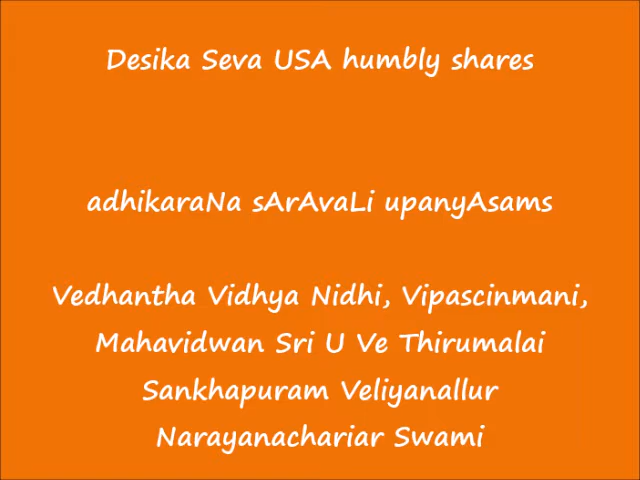 Desika Seva USA humbly shares
adhikaraNa sArAvaLi upanyAsams
Vedhantha Vidhya Nidhi, Vipascinmani,
Mahavidwan Sri U Ve Thirumalai
Sankhapuram Veliyanallur
Narayanachariar Swami